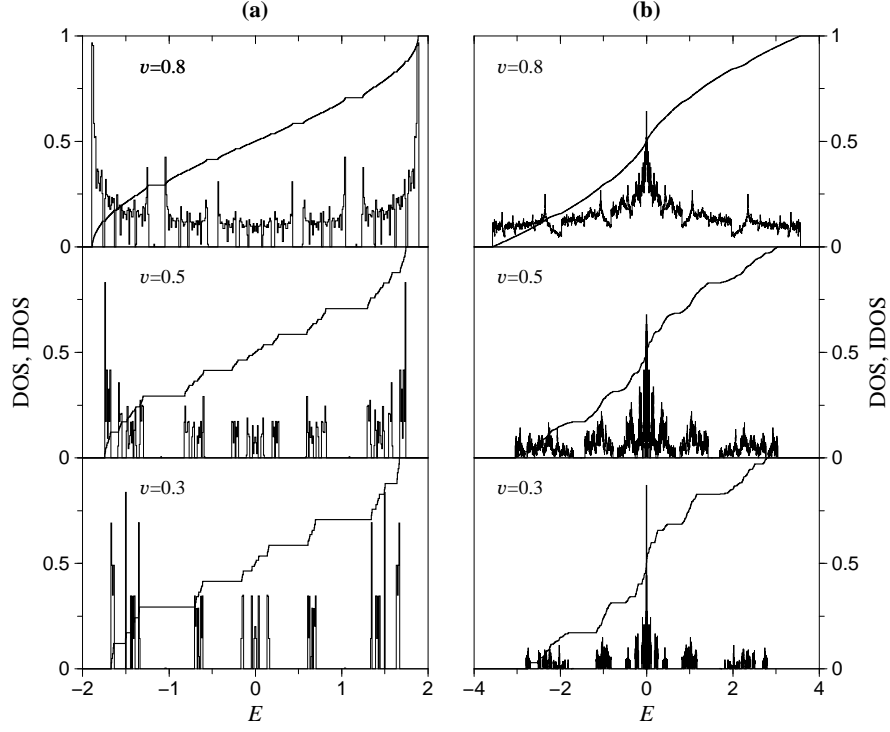 (a) (b)
1 1
v=0.8 v=0.8
0.5 0.5
0 0
v=0.5 v=0.5
DOS, IDOS 0.5 0.5 DOS, IDOS
0 0
v=0.3 v=0.3
0.5 0.5
0 0
−2 −1 0 1 2 −4 −2 0 2 4
E E